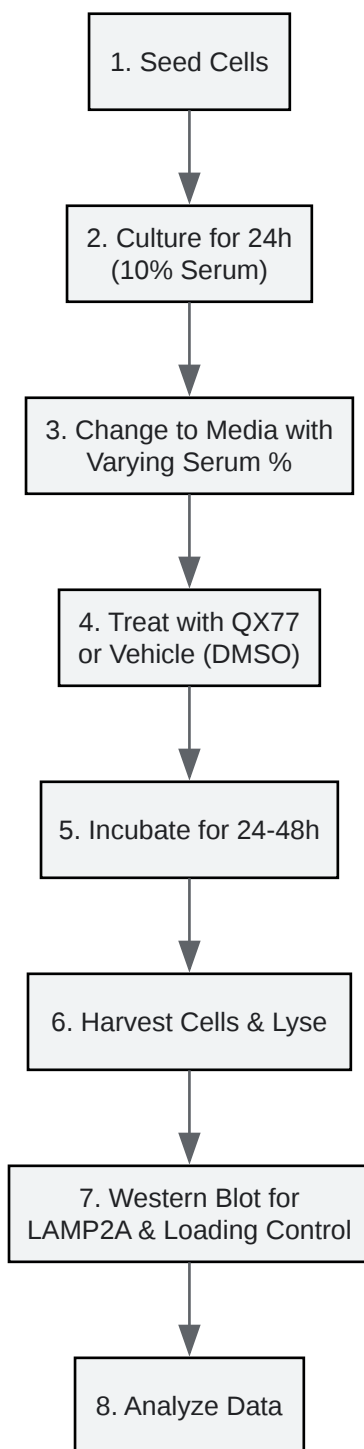 1. Seed Cells
2. Culture for 24h
(10% Serum)
3. Change to Media with
Varying Serum %
4. Treat with QX77
or Vehicle (DMSO)
5. Incubate for 24-48h
6. Harvest Cells & Lyse
7. Western Blot for
LAMP2A & Loading Control
8. Analyze Data